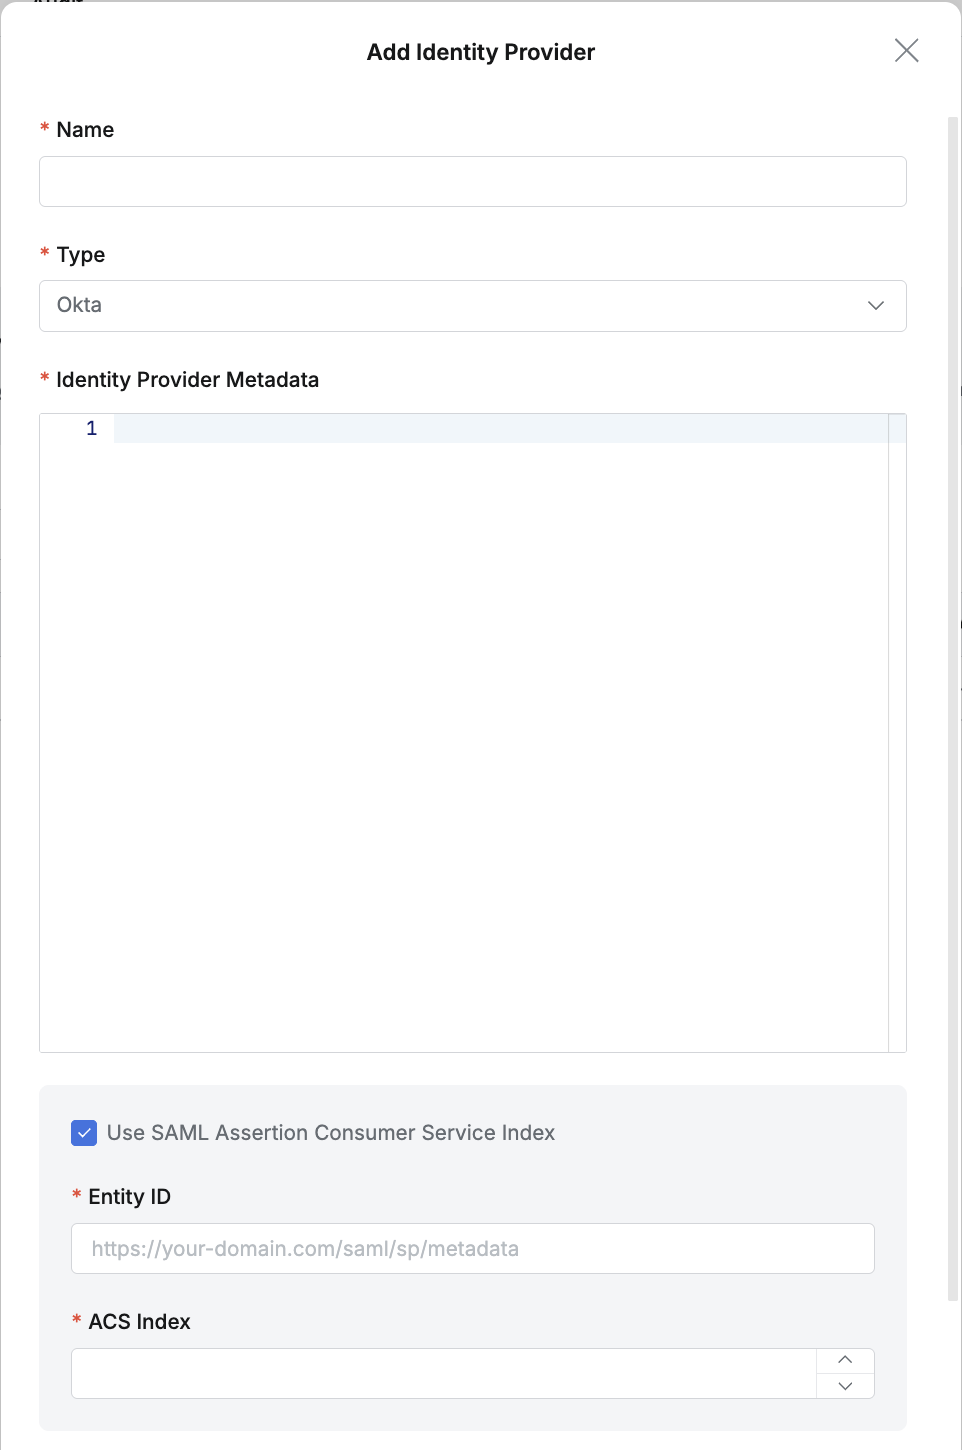 Add Identity Provider
* Name
* Type
Okta
* Identity Provider Metadata
1
Use SAML Assertion Consumer Service Index
* Entity ID
https://your-domain.com/saml/sp/metadata
* ACS Index